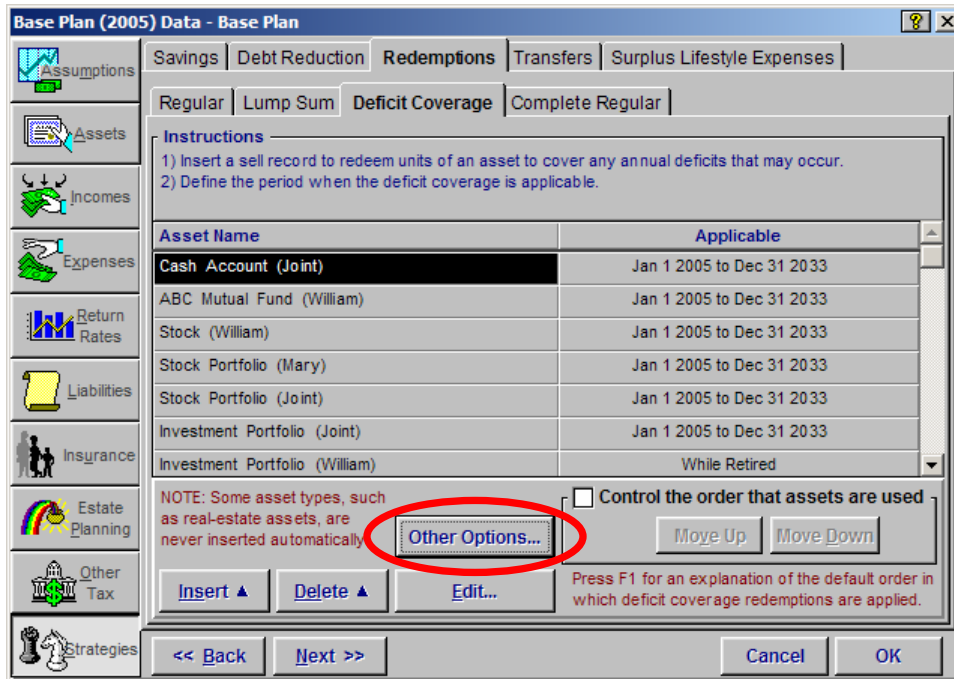 Base Plan (2005) Data - Base Plan
Assumptions
Assets
Incomes
Expenses
Return
Rates
Liabilities
Insurance
Estate
Planning
Other
Tax
Strategies
Savings Debt Reduction Redemptions Transfers Surplus Lifestyle Expenses
Regular Lump Sum Deficit Coverage Complete Regular
Instructions
1) Insert a sell record to redeem units of an asset to cover any annual deficits that may occur.
2) Define the period when the deficit coverage is applicable.
Asset Name Applicable
Cash Account (Joint) Jan 1 2005 to Dec 31 2033
ABC Mutual Fund (William) Jan 1 2005 to Dec 31 2033
Stock (William) Jan 1 2005 to Dec 31 2033
Stock Portfolio (Mary) Jan 1 2005 to Dec 31 2033
Stock Portfolio (Joint) Jan 1 2005 to Dec 31 2033
Investment Portfolio (Joint) Jan 1 2005 to Dec 31 2033
Investment Portfolio (William) While Retired
NOTE: Some asset types, such
as real-estate assets, are
never inserted automatically
Other Options...
Control the order that assets are used
Move Up Move Down
Insert ▲ Delete ▲ Edit...
Press F1 for an explanation of the default order in
which deficit coverage redemptions are applied.
<< Back Next >> Cancel OK